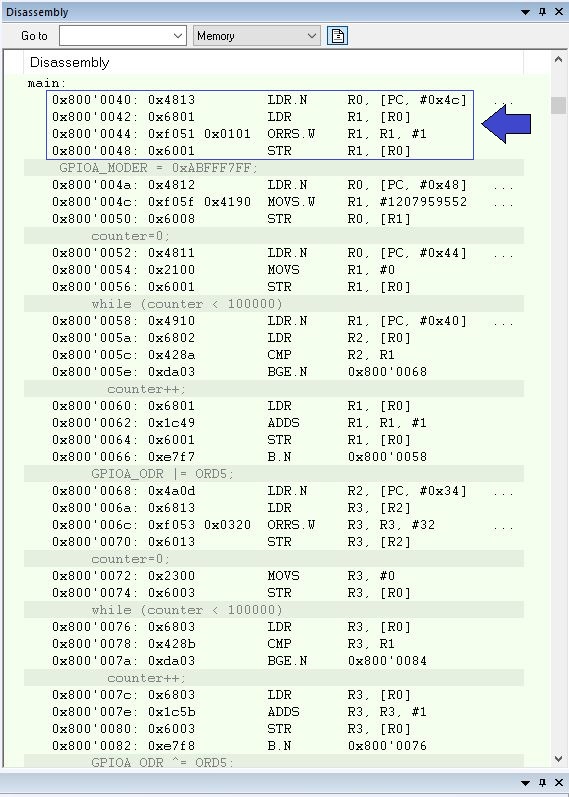 Disassembly
Go to Memory
Disassembly
main:
0x800'0040: 0x4813 LDR.N R0, [PC, #0x4c] ...
0x800'0042: 0x6801 LDR R1, [R0]
0x800'0044: 0xf051 0x0101 ORRS.W R1, R1, #1
0x800'0048: 0x6001 STR R1, [R0]
GPIOA_MODER = 0xABFFF7FF;
0x800'004a: 0x4812 LDR.N R0, [PC, #0x48] ...
0x800'004c: 0xf05f 0x4190 MOVS.W R1, #1207959552 ...
0x800'0050: 0x6008 STR R0, [R1]
counter=0;
0x800'0052: 0x4811 LDR.N R0, [PC, #0x44] ...
0x800'0054: 0x2100 MOVS R1, #0
0x800'0056: 0x6001 STR R1, [R0]
while (counter < 100000)
0x800'0058: 0x4910 LDR.N R1, [PC, #0x40] ...
0x800'005a: 0x6802 LDR R2, [R0]
0x800'005c: 0x428a CMP R2, R1
0x800'005e: 0xda03 BGE.N 0x800'0068
counter++;
0x800'0060: 0x6801 LDR R1, [R0]
0x800'0062: 0x1c49 ADDS R1, R1, #1
0x800'0064: 0x6001 STR R1, [R0]
0x800'0066: 0xe7f7 B.N 0x800'0058
GPIOA_ODR |= ORD5;
0x800'0068: 0x4a0d LDR.N R2, [PC, #0x34] ...
0x800'006a: 0x6813 LDR R3, [R2]
0x800'006c: 0xf053 0x0320 ORRS.W R3, R3, #32 ...
0x800'0070: 0x6013 STR R3, [R2]
counter=0;
0x800'0072: 0x2300 MOVS R3, #0
0x800'0074: 0x6003 STR R3, [R0]
while (counter < 100000)
0x800'0076: 0x6803 LDR R3, [R0]
0x800'0078: 0x428b CMP R3, R1
0x800'007a: 0xda03 BGE.N 0x800'0084
counter++;
0x800'007c: 0x6803 LDR R3, [R0]
0x800'007e: 0x1c5b ADDS R3, R3, #1
0x800'0080: 0x6003 STR R3, [R0]
0x800'0082: 0xe7f8 B.N 0x800'0076
GPIOA_ODR ^= ORD5;